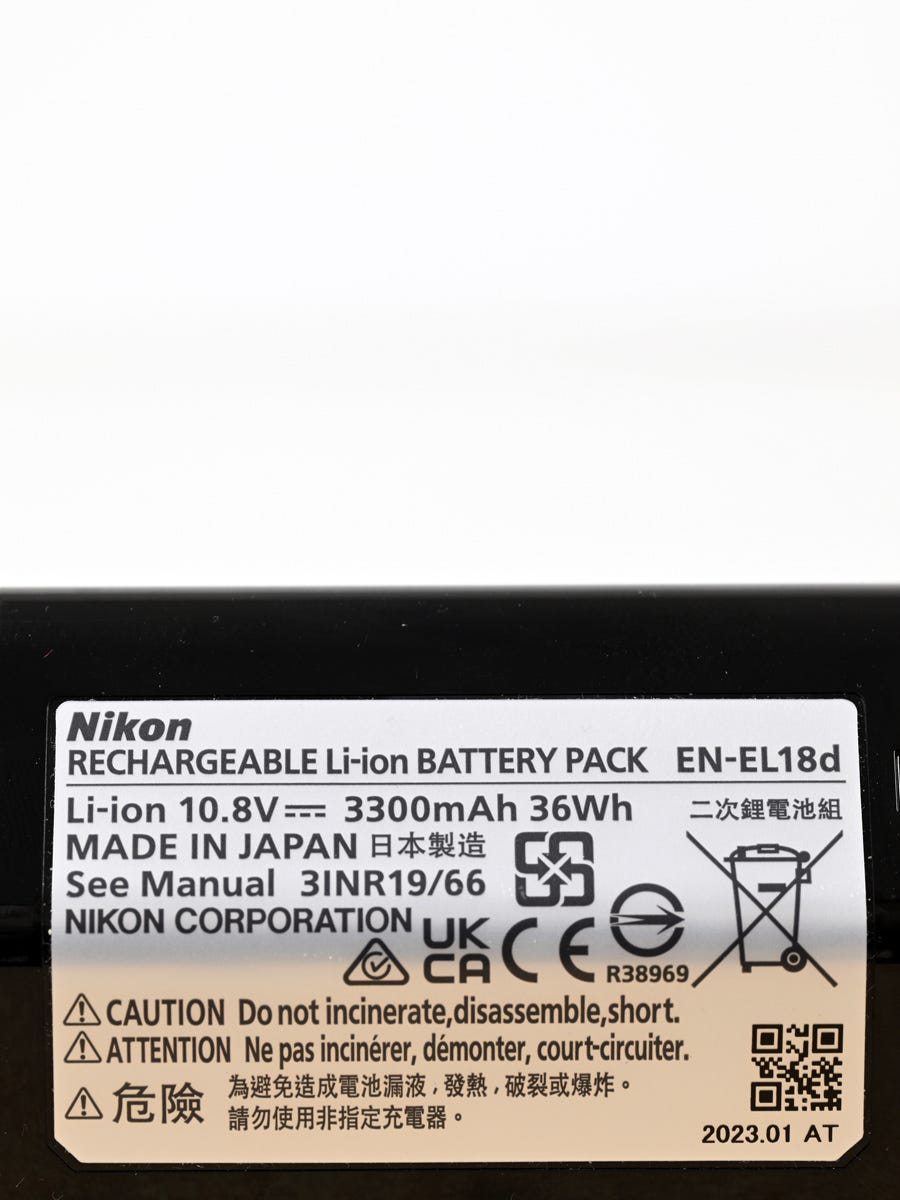 Nikon
RECHARGEABLE Li-ion BATTERY PACK EN-EL18d
Li-ion 10.8V⎓ 3300mAh 36Wh 二次鋰電池組
MADE IN JAPAN 日本製造
See Manual 3INR19/66
NIKON CORPORATION
UK
CA CE
R38969
CAUTION Do not incinerate,disassemble,short.
ATTENTION Ne pas incinérer, démonter, court-circuiter.
危險 為避免造成電池漏液，發熱，破裂或爆炸。
請勿使用非指定充電器。
2023.01 AT